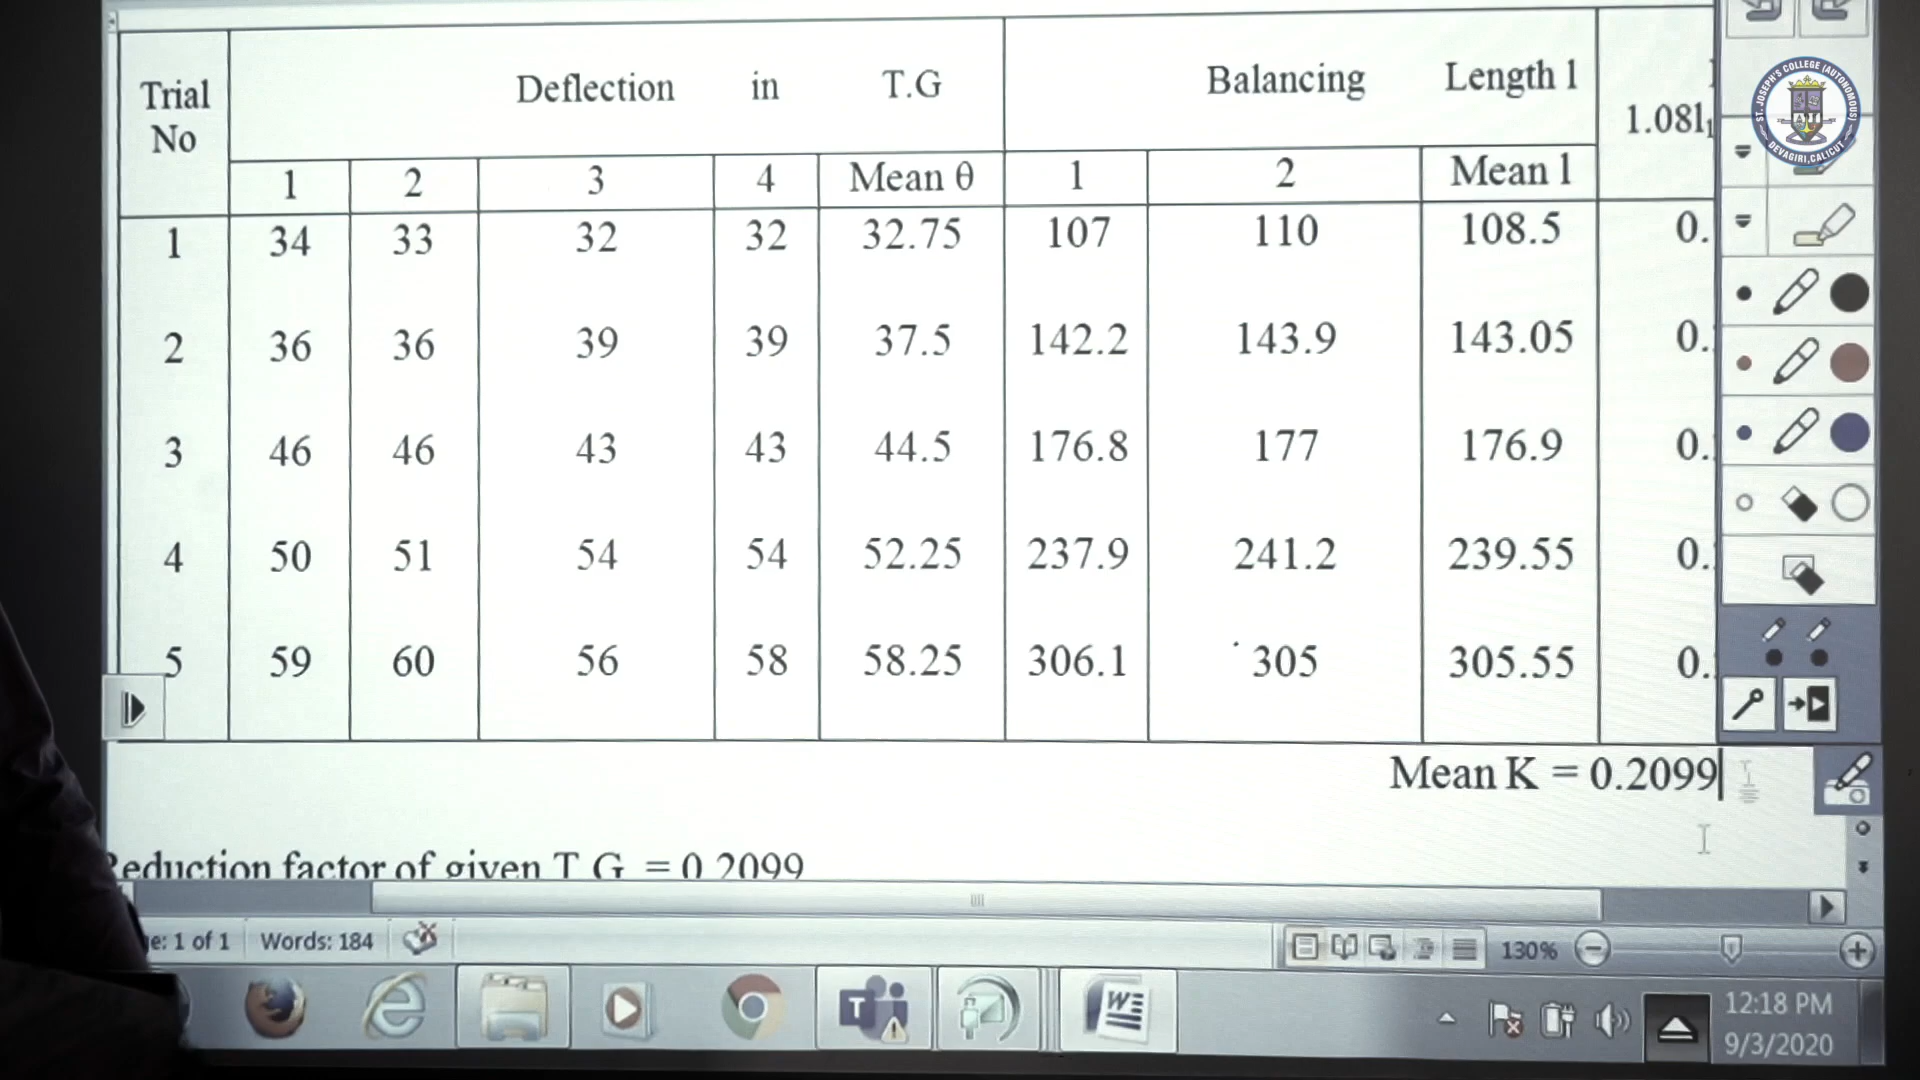 Trial No Deflection in T.G Balancing Length l
1.08l₁
1 2 3 4 Mean θ 1 2 Mean l
1 34 33 32 32 32.75 107 110 108.5 0.
2 36 36 39 39 37.5 142.2 143.9 143.05 0.
3 46 46 43 43 44.5 176.8 177 176.9 0.
4 50 51 54 54 52.25 237.9 241.2 239.55 0.
5 59 60 56 58 58.25 306.1 305 305.55 0.
Mean K = 0.2099
Reduction factor of given T G = 0.2099
e: 1 of 1 Words: 184 130%
12:18 PM
9/3/2020
ST. JOSEPH'S COLLEGE (AUTONOMOUS)
DEVAGIRI, CALICUT